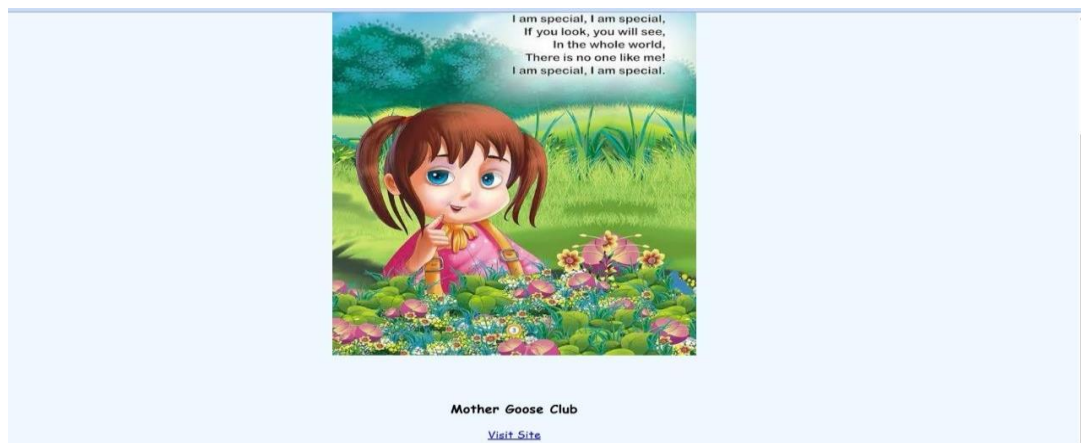 I am special, I am special,
If you look, you will see,
In the whole world,
There is no one like me!
I am special, I am special.
Mother Goose Club
Visit Site